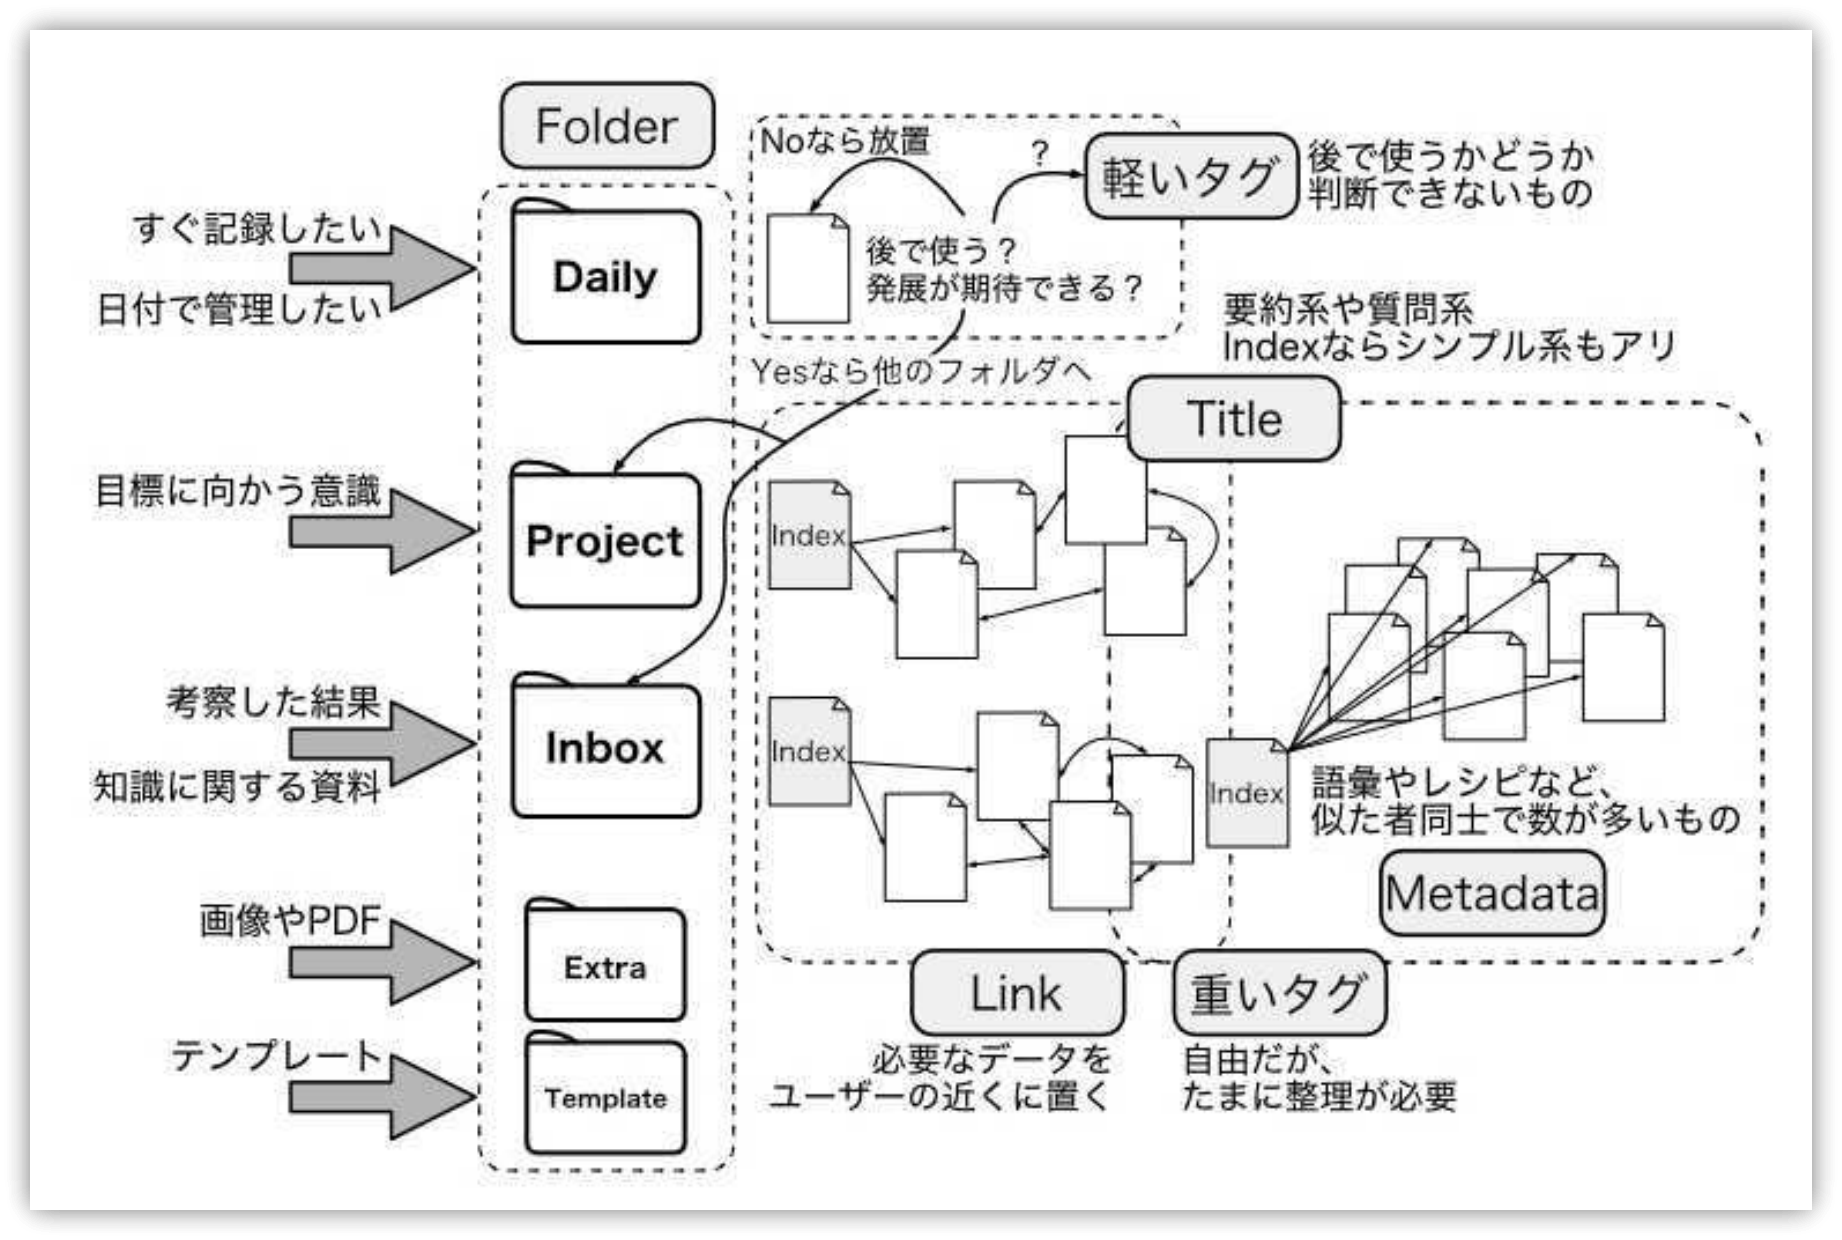 Folder
すぐ記録したい
日付で管理したい
Daily
目標に向かう意識
Project
考察した結果
知識に関する資料
Inbox
画像やPDF
Extra
テンプレート
Template
Noなら放置
?
軽いタグ
後で使うかどうか
判断できないもの
後で使う?
発展が期待できる?
Yesなら他のフォルダへ
要約系や質問系
Indexならシンプル系もアリ
Title
Index
Index
Index
語彙やレシピなど、
似た者同士で数が多いもの
Metadata
Link
必要なデータを
ユーザーの近くに置く
重いタグ
自由だが、
たまに整理が必要